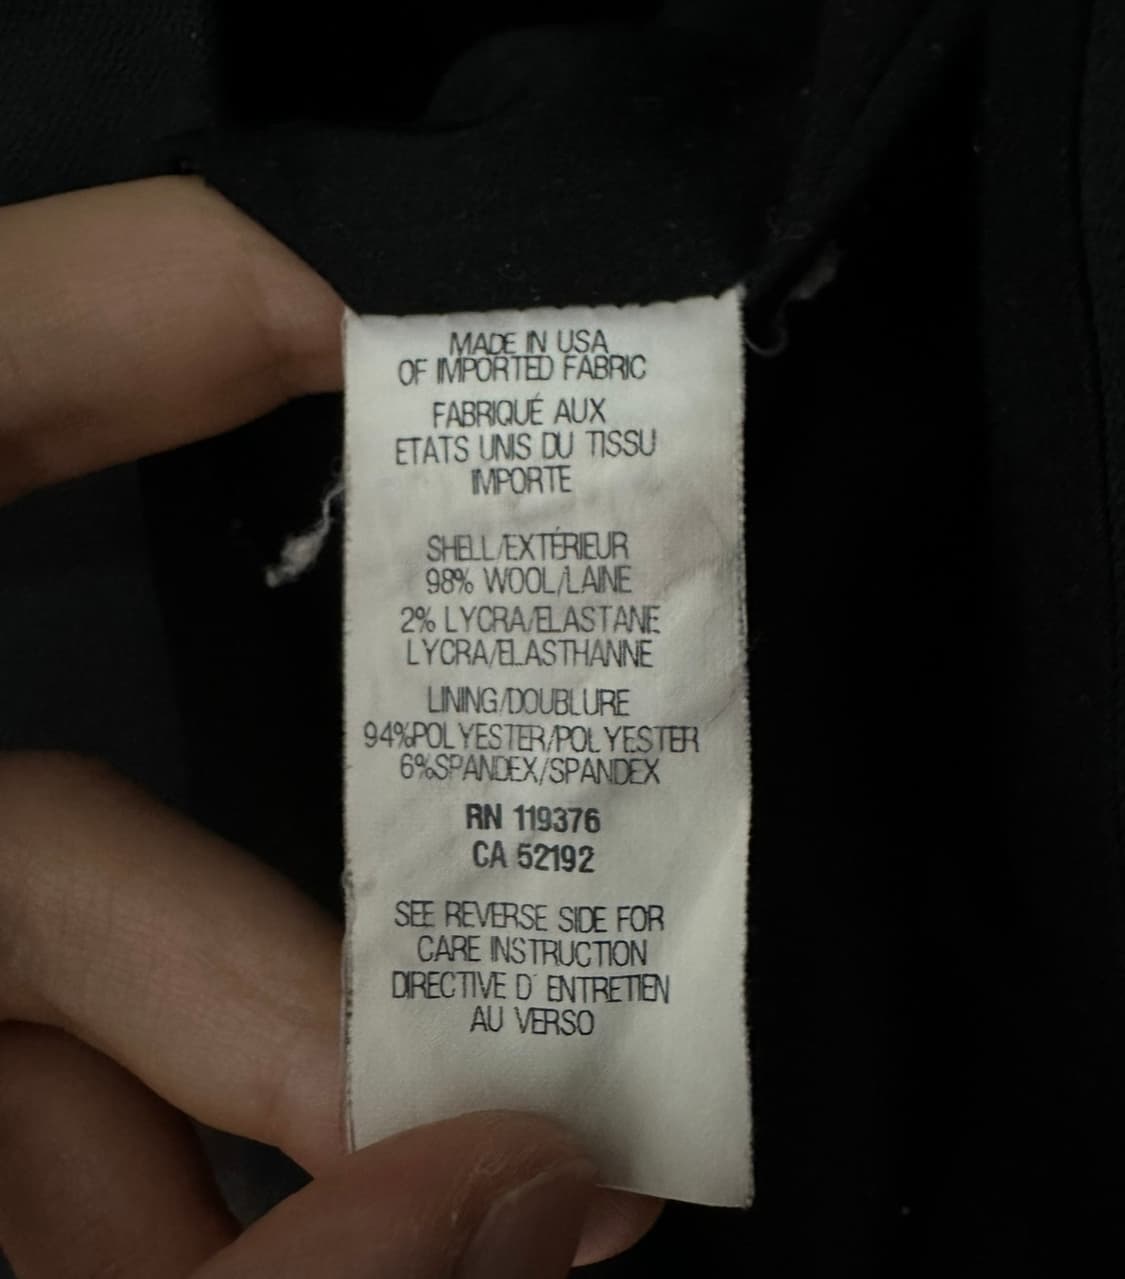 MADE IN USA
OF IMPORTED FABRIC
FABRIQUÉ AUX
ETATS UNIS DU TISSU
IMPORTE
SHELL/EXTÉRIEUR
98% WOOL/LAINE
2% LYCRA/ELASTANE
LYCRA/ELASTHANNE
LINING/DOUBLURE
94%POLYESTER/POLYESTER
6%SPANDEX/SPANDEX
RN 119376
CA 52192
SEE REVERSE SIDE FOR
CARE INSTRUCTION
DIRECTIVE D' ENTRETIEN
AU VERSO